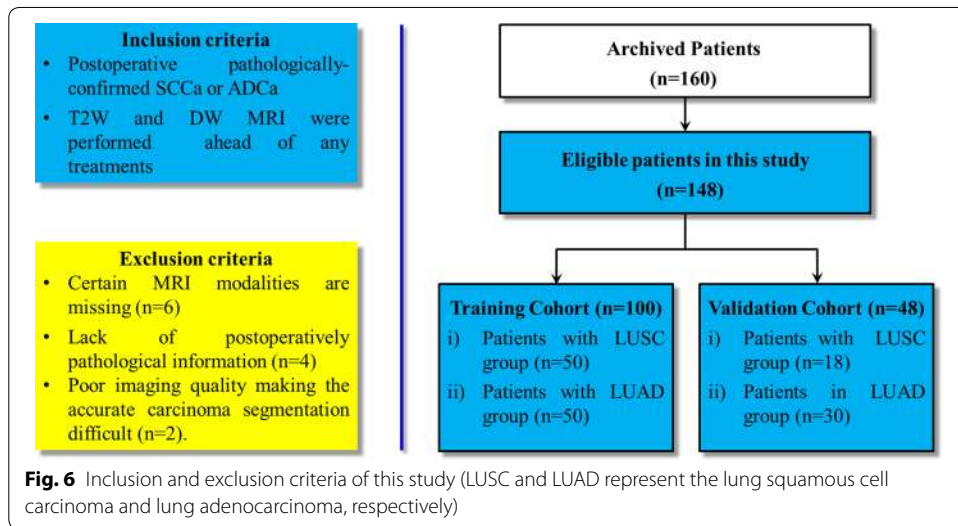 Inclusion criteria
• Postoperative pathologically-
confirmed SCCa or ADCa
• T2W and DW MRI were
performed ahead of any
treatments
Exclusion criteria
• Certain MRI modalities are
missing (n=6)
• Lack of postoperatively
pathological information (n=4)
• Poor imaging quality making the
accurate carcinoma segmentation
difficult (n=2).
Archived Patients
(n=160)
Eligible patients in this study
(n=148)
Training Cohort (n=100)
i) Patients with LUSC
group (n=50)
ii) Patients with LUAD
group (n=50)
Validation Cohort (n=48)
i) Patients with LUSC
group (n=18)
ii) Patients in LUAD
group (n=30)
Fig. 6 Inclusion and exclusion criteria of this study (LUSC and LUAD represent the lung squamous cell
carcinoma and lung adenocarcinoma, respectively)